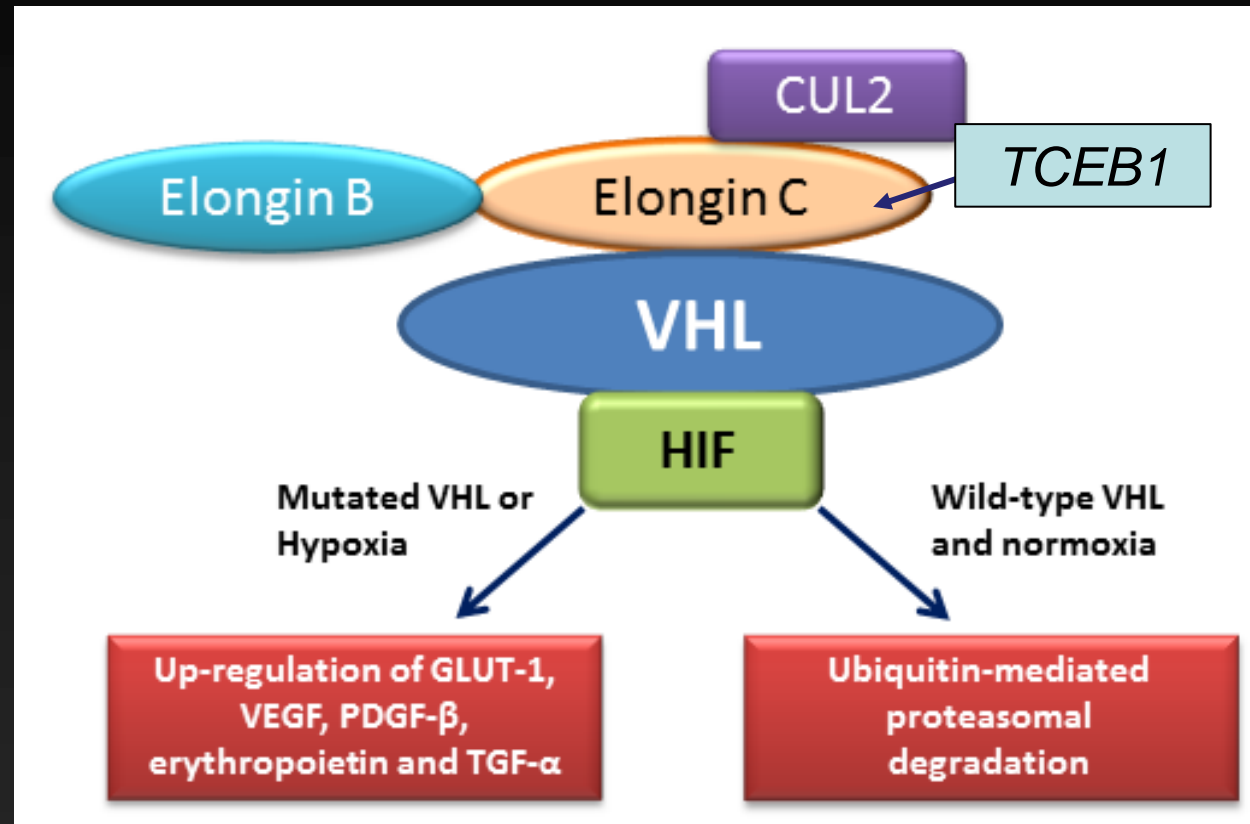 CUL2
TCEB1
Elongin B
Elongin C
VHL
HIF
Mutated VHL or
Hypoxia
Wild-type VHL
and normoxia
Up-regulation of GLUT-1,
VEGF, PDGF-β,
erythropoietin and TGF-α
Ubiquitin-mediated
proteasomal
degradation